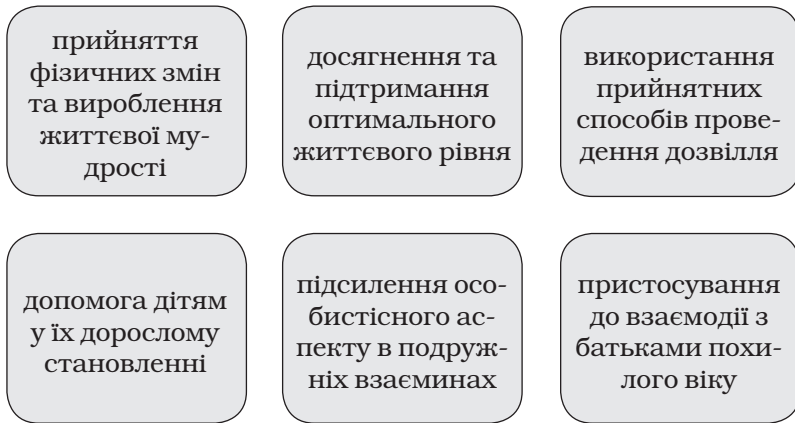 прийняття
фізичних змін
та вироблення
життєвої му-
дрості
досягнення та
підтримання
оптимального
життєвого рівня
використання
прийнятних
способів прове-
дення дозвілля
допомога дітям
у їх дорослому
становленні
підсилення осо-
бистісного ас-
пекту в подруж-
ніх взаєминах
пристосування
до взаємодії з
батьками похи-
лого віку